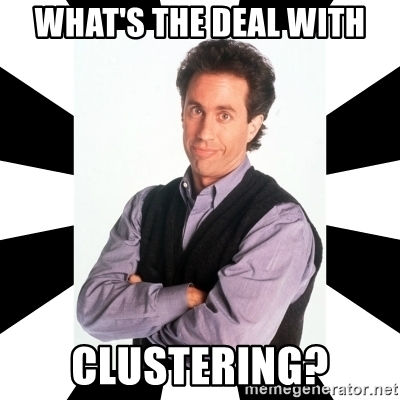 WHAT'S THE DEAL WITH
CLUSTERING?
memegenerator.net